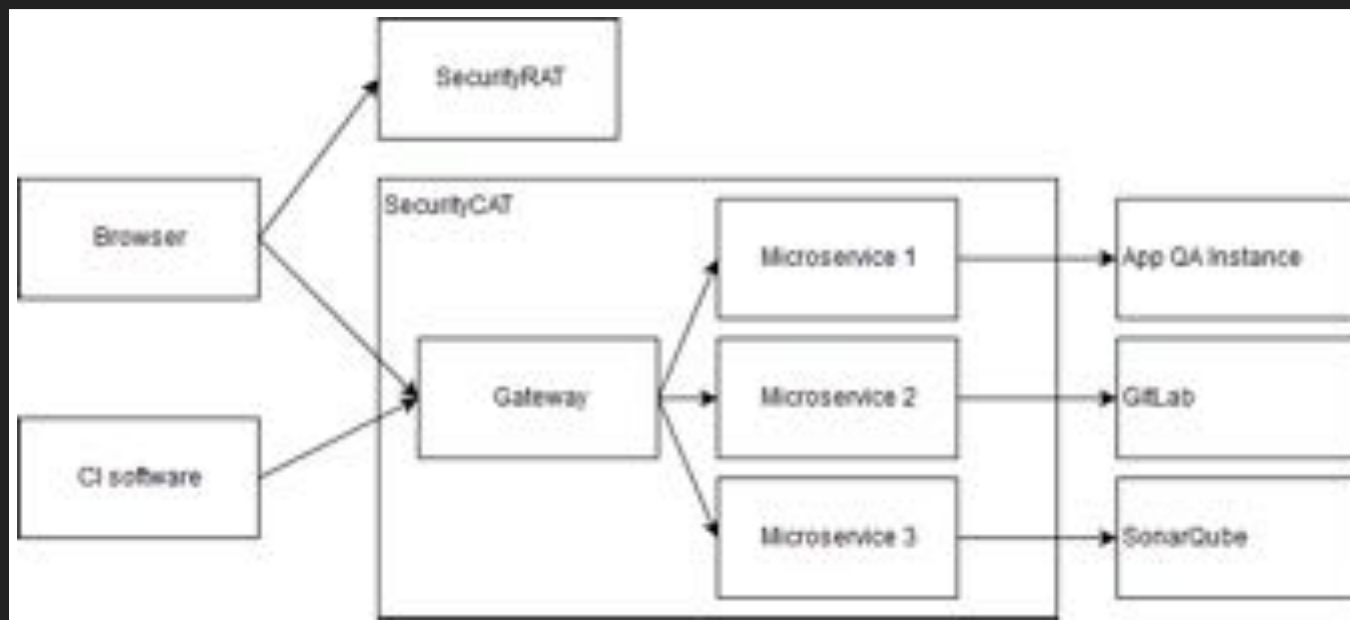 SecurityRAT
Browser
SecurityCAT
Microservice 1
App QA Instance
Gateway
Microservice 2
GitLab
CI software
Microservice 3
SonarQube